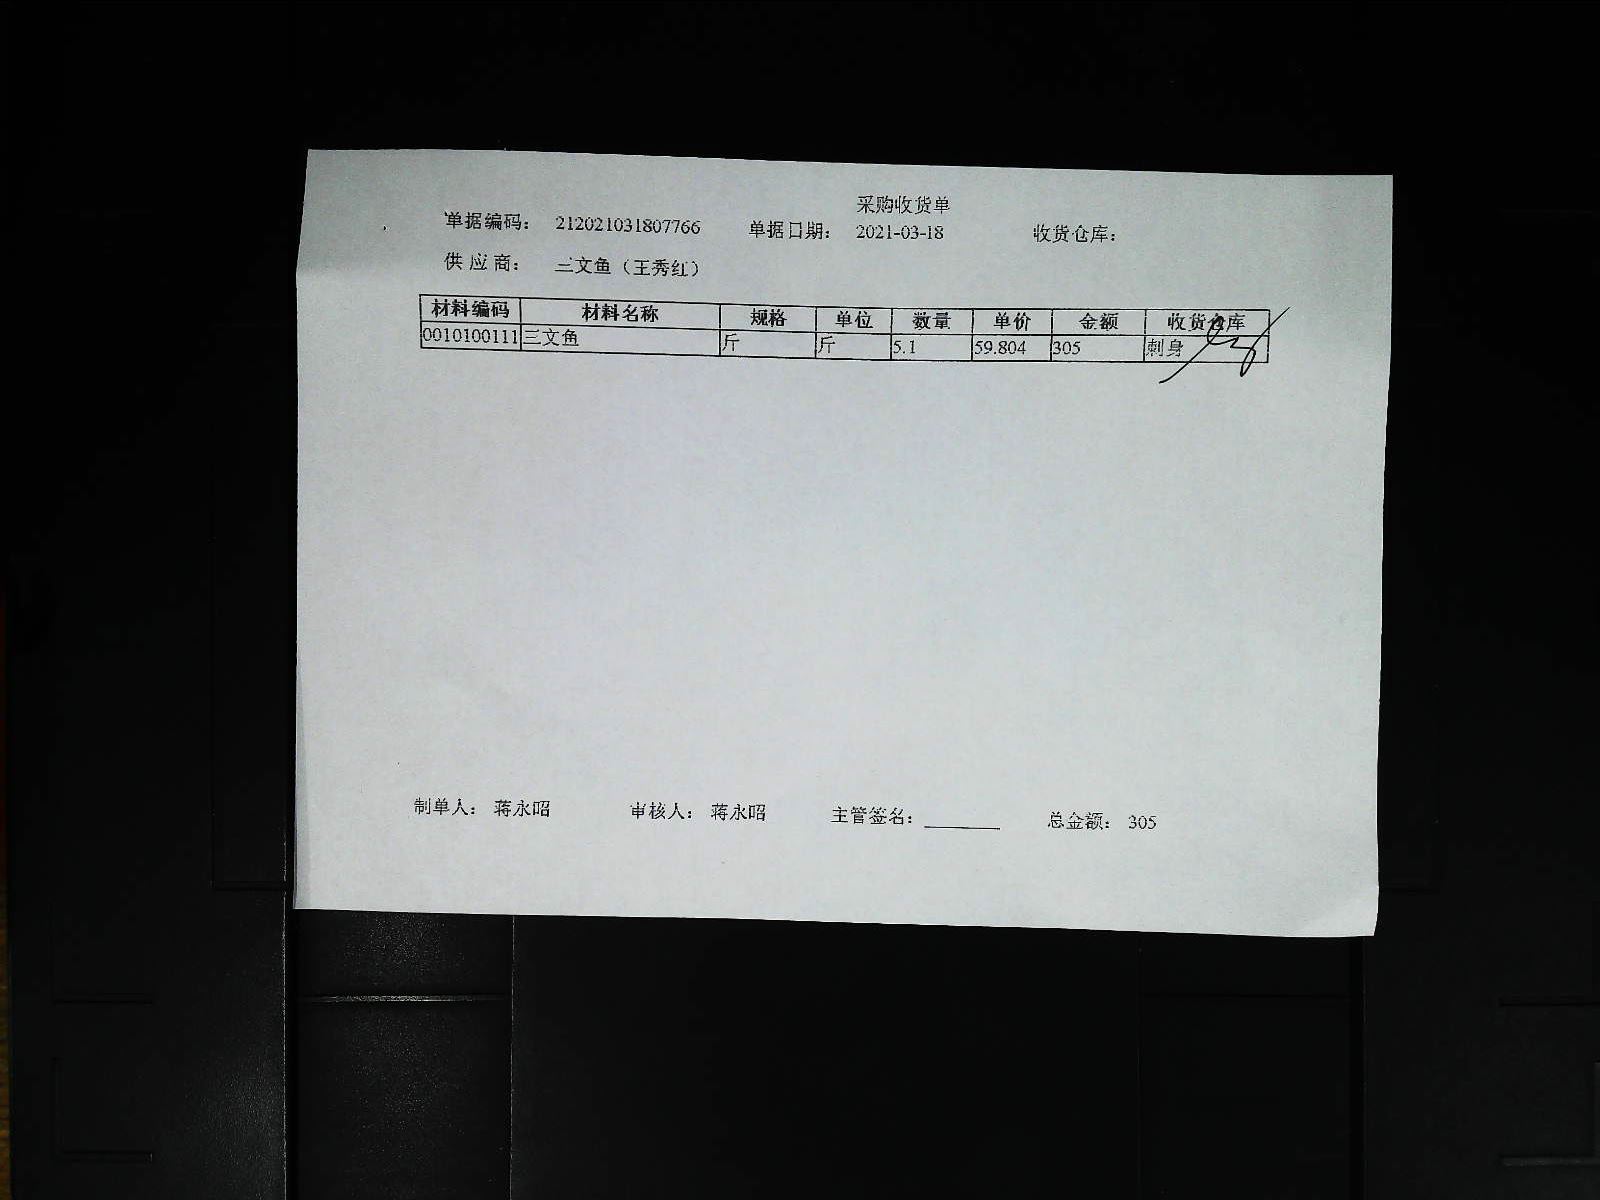 采购收货单
单据编码： 212021031807766 单据日期： 2021-03-18 收货仓库：
供应商： 三文鱼（王秀红）
材料编码 材料名称 规格 单位 数量 单价 金额 收货仓库
0010100111 三文鱼 斤 斤 5.1 59.804 305 刺身
制单人： 蒋永昭 审核人： 蒋永昭 主管签名： 总金额： 305